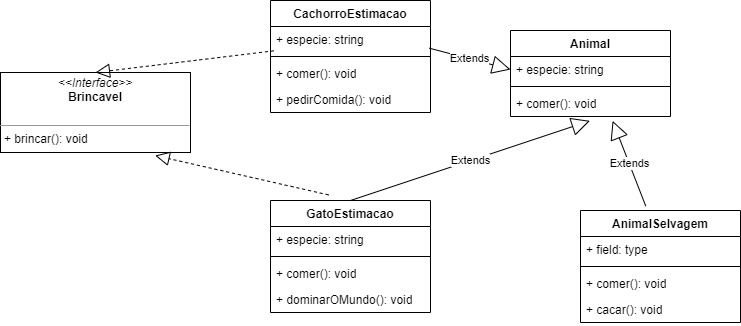 CachorroEstimacao
+ especie: string
+ comer(): void
+ pedirComida(): void
Extends
Animal
+ especie: string
+ comer(): void
<<Interface>>
Brincavel
+ brincar(): void
Extends
Extends
GatoEstimacao
+ especie: string
+ comer(): void
+ dominarOMundo(): void
AnimalSelvagem
+ field: type
+ comer(): void
+ cacar(): void